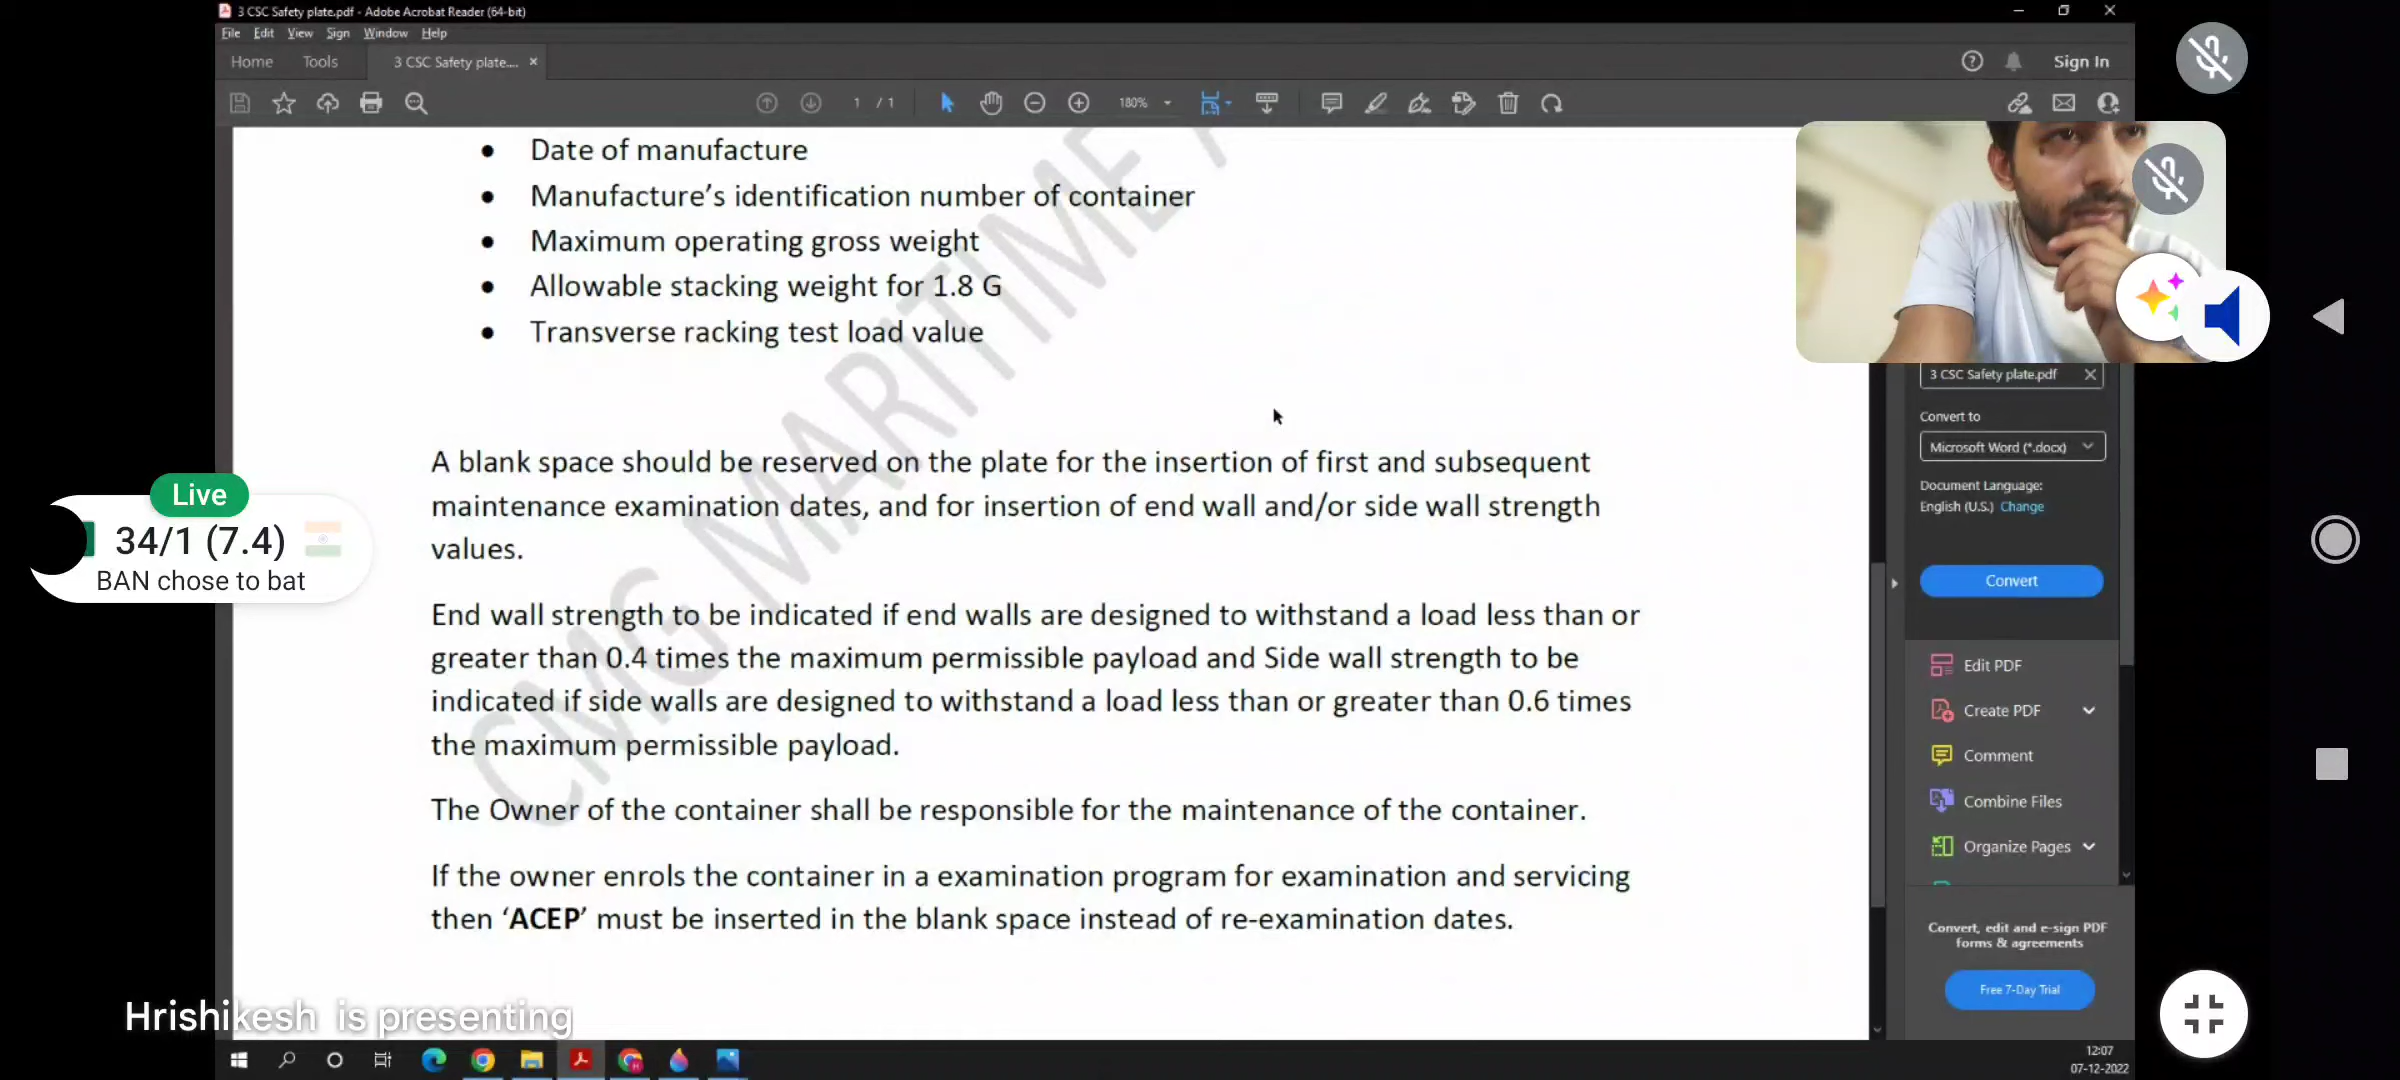 3 CSC Safety plate.pdf - Adobe Acrobat Reader (64-bit)
File Edit View Sign Window Help
Home Tools 3 CSC Safety plate.... × Sign In
1 / 1 180%
• Date of manufacture
• Manufacture's identification number of container
• Maximum operating gross weight
• Allowable stacking weight for 1.8 G
• Transverse racking test load value
A blank space should be reserved on the plate for the insertion of first and subsequent
maintenance examination dates, and for insertion of end wall and/or side wall strength
values.
End wall strength to be indicated if end walls are designed to withstand a load less than or
greater than 0.4 times the maximum permissible payload and Side wall strength to be
indicated if side walls are designed to withstand a load less than or greater than 0.6 times
the maximum permissible payload.
The Owner of the container shall be responsible for the maintenance of the container.
If the owner enrols the container in a examination program for examination and servicing
then 'ACEP' must be inserted in the blank space instead of re-examination dates.
CMG MARITIME
Live
34/1 (7.4)
BAN chose to bat
Hrishikesh is presenting
3 CSC Safety plate.pdf
Convert to
Microsoft Word (*.docx)
Document Language:
English (U.S.) Change
Convert
Edit PDF
Create PDF
Comment
Combine Files
Organize Pages
Convert, edit and e-sign PDF
forms & agreements
Free 7-Day Trial
12:07
07-12-2022